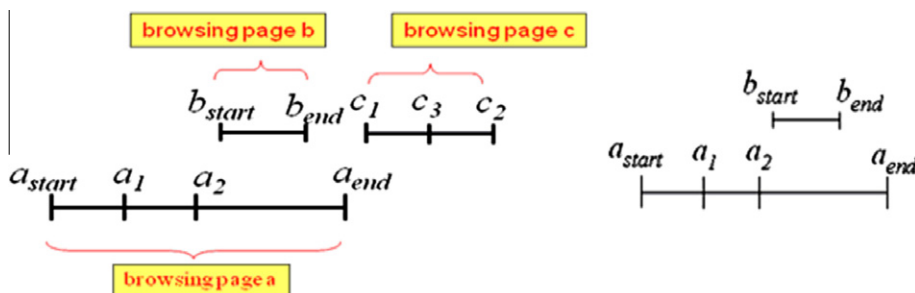 browsing page b browsing page c
b_start b_end c_1 c_3 c_2
a_start a_1 a_2 a_end
browsing page a
b_start b_end
a_start a_1 a_2 a_end